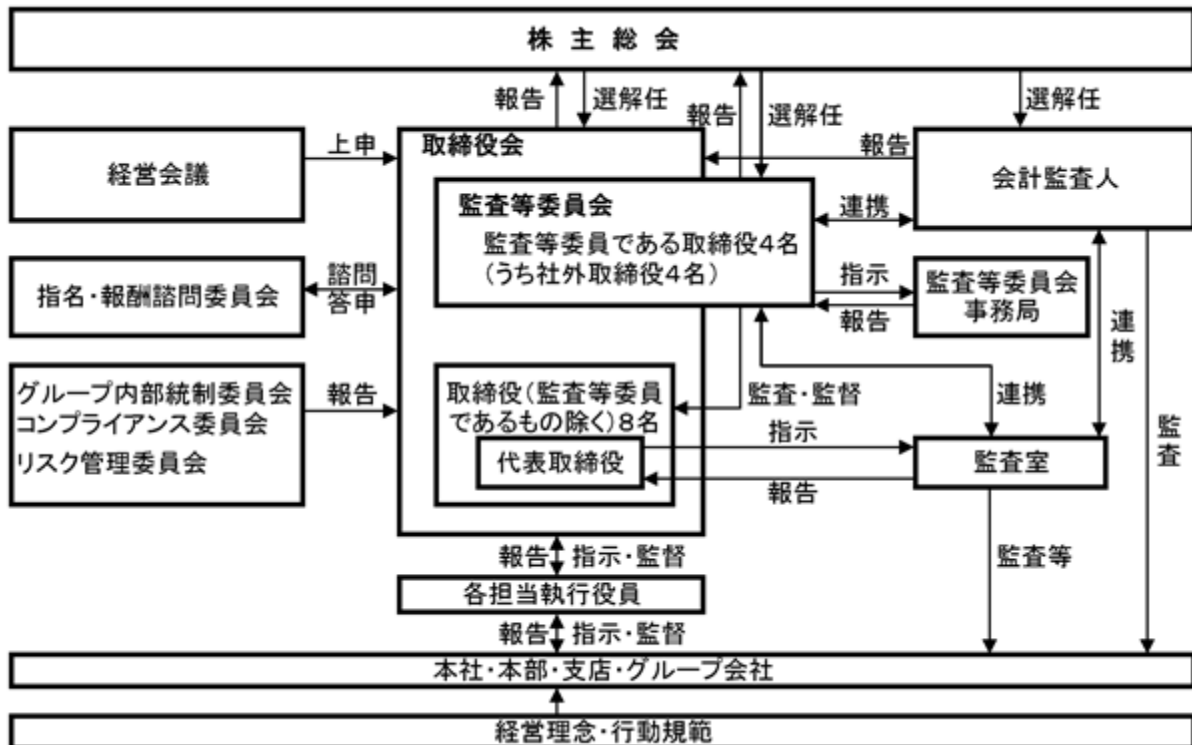 株主総会
報告
選解任
報告
選解任
選解任
経営会議
上申
取締役会
報告
会計監査人
監査等委員会
監査等委員である取締役4名
(うち社外取締役4名)
連携
指名・報酬諮問委員会
諮問
答申
指示
報告
監査等委員会
事務局
連携
監査
グループ内部統制委員会
コンプライアンス委員会
リスク管理委員会
報告
取締役(監査等委員
であるもの除く)8名
監査・監督
連携
代表取締役
指示
報告
監査室
監査等
報告
指示・監督
各担当執行役員
報告
指示・監督
本社・本部・支店・グループ会社
経営理念・行動規範